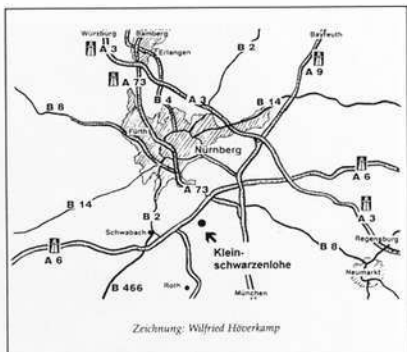 Würzburg
Bamberg
A 3
Erlangen
B 2
Bayreuth
A 9
A 73
B 8
B 4
A 3
B 14
Fürth
Nürnberg
A 73
A 6
B 14
B 2
Schwabach
A 3
Regensburg
A 6
Klein-
schwarzenlohe
B 8
Neumarkt
B 466
Roth
München
Zeichnung: Wilfried Höverkamp